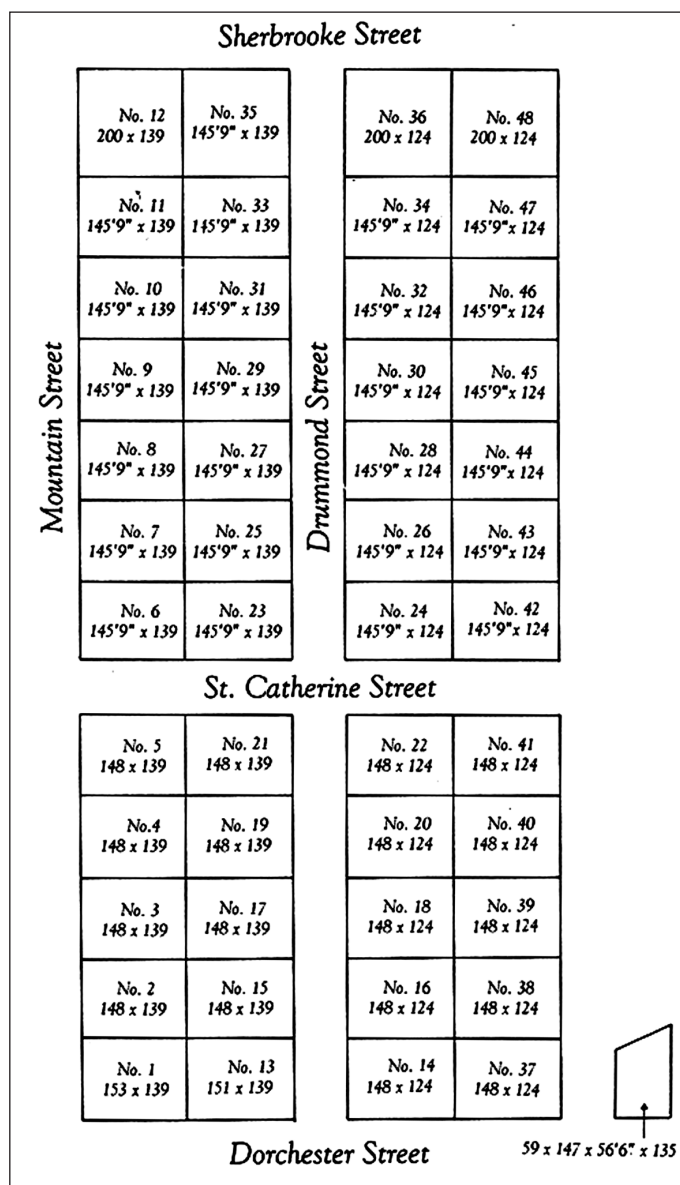 Sherbrooke Street
No. 12
200 x 139
No. 35
145'9" x 139
No. 36
200 x 124
No. 48
200 x 124
No. 11
145'9" x 139
No. 33
145'9" x 139
No. 34
145'9" x 124
No. 47
145'9" x 124
No. 10
145'9" x 139
No. 31
145'9" x 139
No. 32
145'9" x 124
No. 46
145'9" x 124
Mountain Street
Drummond Street
No. 9
145'9" x 139
No. 29
145'9" x 139
No. 30
145'9" x 124
No. 45
145'9" x 124
No. 8
145'9" x 139
No. 27
145'9" x 139
No. 28
145'9" x 124
No. 44
145'9" x 124
No. 7
145'9" x 139
No. 25
145'9" x 139
No. 26
145'9" x 124
No. 43
145'9" x 124
No. 6
145'9" x 139
No. 23
145'9" x 139
No. 24
145'9" x 124
No. 42
145'9" x 124
St. Catherine Street
No. 5
148 x 139
No. 21
148 x 139
No. 22
148 x 124
No. 41
148 x 124
No.4
148 x 139
No. 19
148 x 139
No. 20
148 x 124
No. 40
148 x 124
No. 3
148 x 139
No. 17
148 x 139
No. 18
148 x 124
No. 39
148 x 124
No. 2
148 x 139
No. 15
148 x 139
No. 16
148 x 124
No. 38
148 x 124
No. 1
153 x 139
No. 13
151 x 139
No. 14
148 x 124
No. 37
148 x 124
59 x 147 x 56'6" x 135
Dorchester Street